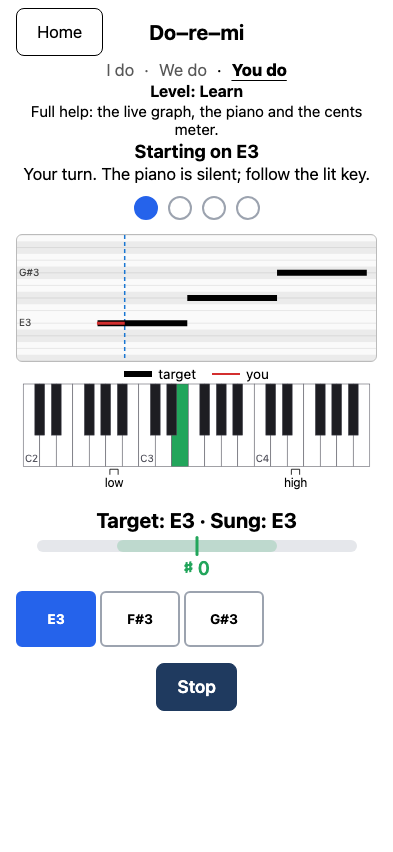 Home
Do–re–mi
I do · We do · You do
Level: Learn
Full help: the live graph, the piano and the cents
meter.
Starting on E3
Your turn. The piano is silent; follow the lit key.
G#3
E3
target you
C2 C3 C4
low high
Target: E3 · Sung: E3
♯ 0
E3 F#3 G#3
Stop